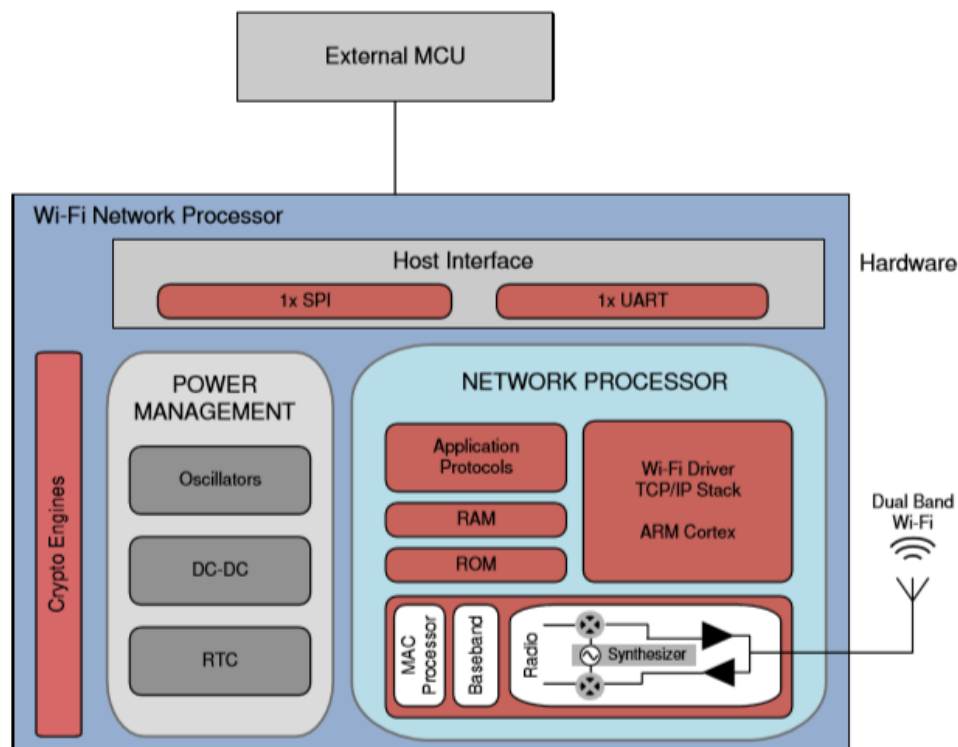 External MCU
Wi-Fi Network Processor
Host Interface
Hardware
1x SPI
1x UART
Crypto Engines
POWER
MANAGEMENT
Oscillators
DC-DC
RTC
NETWORK PROCESSOR
Application
Protocols
RAM
ROM
Wi-Fi Driver
TCP/IP Stack
ARM Cortex
MAC
Processor
Baseband
Radio
Synthesizer
Dual Band
Wi-Fi